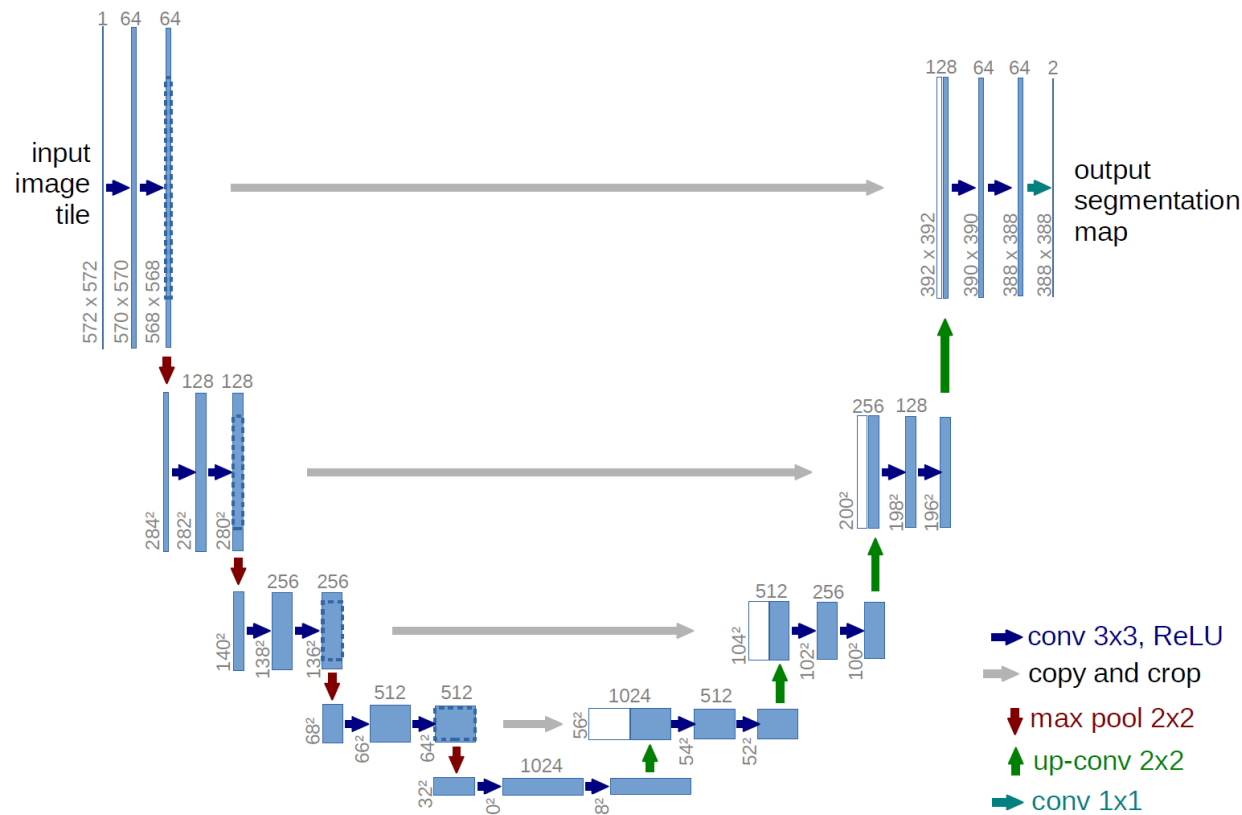 1 64 64
input
image
tile
572 x 572
570 x 570
568 x 568
128 64 64 2
output
segmentation
map
392 x 392
390 x 390
388 x 388
388 x 388
128 128
284²
282²
280²
256 128
200²
198²
196²
256 256
140²
138²
136²
512 256
104²
102²
100²
512 512
68²
66²
64²
1024 512
56²
54²
52²
1024
32²
0²
8²
conv 3x3, ReLU
copy and crop
max pool 2x2
up-conv 2x2
conv 1x1